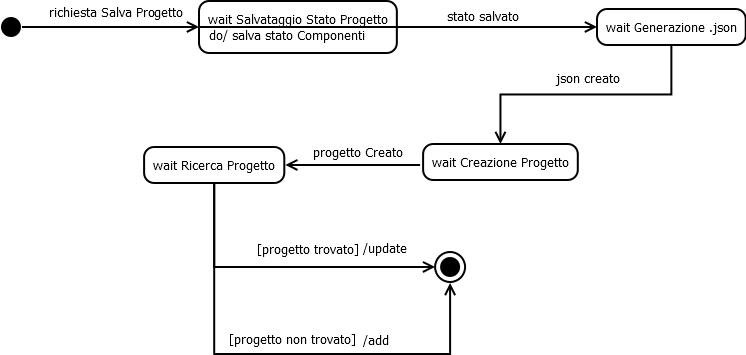 richiesta Salva Progetto
wait Salvataggio Stato Progetto
do/ salva stato Componenti
stato salvato
wait Generazione .json
json creato
wait Creazione Progetto
progetto Creato
wait Ricerca Progetto
[progetto trovato] /update
[progetto non trovato] /add